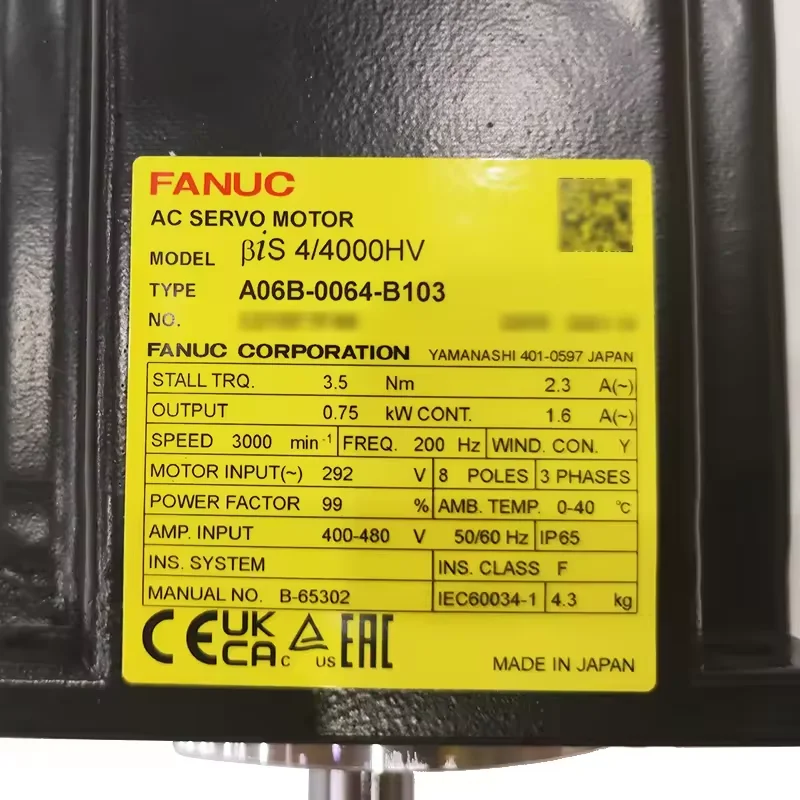 FANUC
AC SERVO MOTOR
MODEL βiS 4/4000HV
TYPE A06B-0064-B103
NO.
FANUC CORPORATION YAMANASHI 401-0597 JAPAN
STALL TRQ. 3.5 Nm 2.3 A(~)
OUTPUT 0.75 kW CONT. 1.6 A(~)
SPEED 3000 min⁻¹ FREQ. 200 Hz WIND. CON. Y
MOTOR INPUT(~) 292 V 8 POLES 3 PHASES
POWER FACTOR 99 % AMB. TEMP. 0-40 °C
AMP. INPUT 400-480 V 50/60 Hz IP65
INS. SYSTEM INS. CLASS F
MANUAL NO. B-65302 IEC60034-1 4.3 kg
CE UK CA C US EAC
MADE IN JAPAN